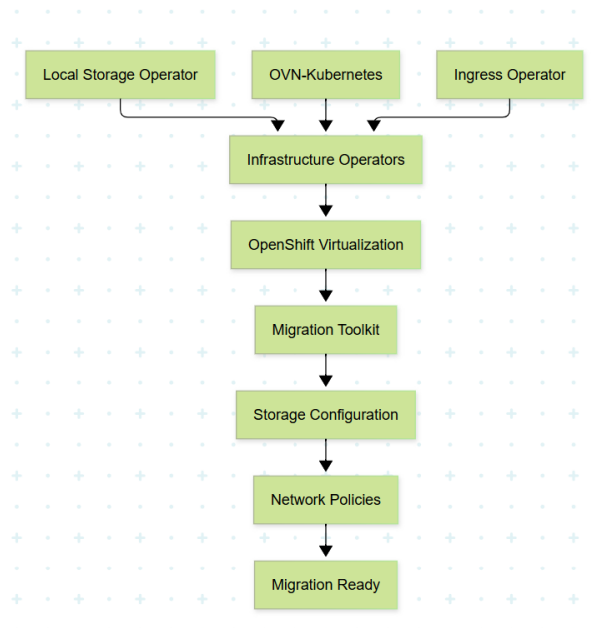 Local Storage Operator
OVN-Kubernetes
Ingress Operator
Infrastructure Operators
OpenShift Virtualization
Migration Toolkit
Storage Configuration
Network Policies
Migration Ready